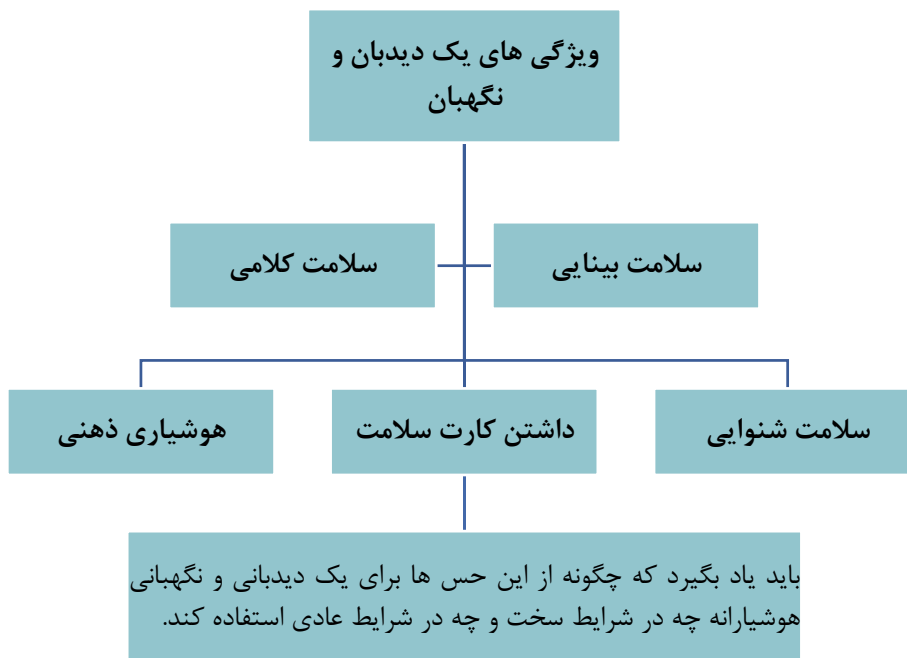 ویژگی های یک دیدبان و
نگهبان
سلامت بینایی
سلامت کلامی
سلامت شنوایی
داشتن کارت سلامت
هوشیاری ذهنی
باید یاد بگیرد که چگونه از این حس ها برای یک دیدبانی و نگهبانی
هوشیارانه چه در شرایط سخت و چه در شرایط عادی استفاده کند.